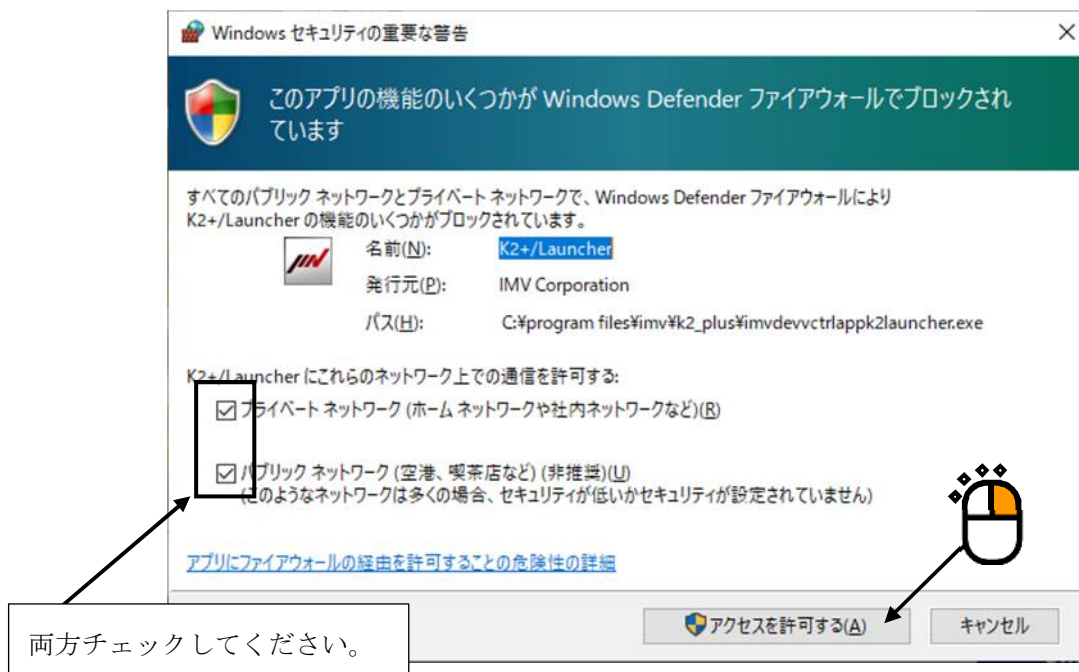 Windows セキュリティの重要な警告
このアプリの機能のいくつかが Windows Defender ファイアウォールでブロックされ
ています
すべてのパブリック ネットワークとプライベート ネットワークで、Windows Defender ファイアウォールにより
K2+/Launcher の機能のいくつかがブロックされています。
名前(N): K2+/Launcher
発行元(P): IMV Corporation
パス(H): C:¥program files¥imv¥k2_plus¥imvdevvctrlappk2launcher.exe
K2+/Launcher にこれらのネットワーク上での通信を許可する:
プライベート ネットワーク (ホーム ネットワークや社内ネットワークなど)(R)
パブリック ネットワーク (空港、喫茶店など) (非推奨)(U)
(このようなネットワークは多くの場合、セキュリティが低いかセキュリティが設定されていません)
アプリにファイアウォールの経由を許可することの危険性の詳細
両方チェックしてください。
アクセスを許可する(A) キャンセル